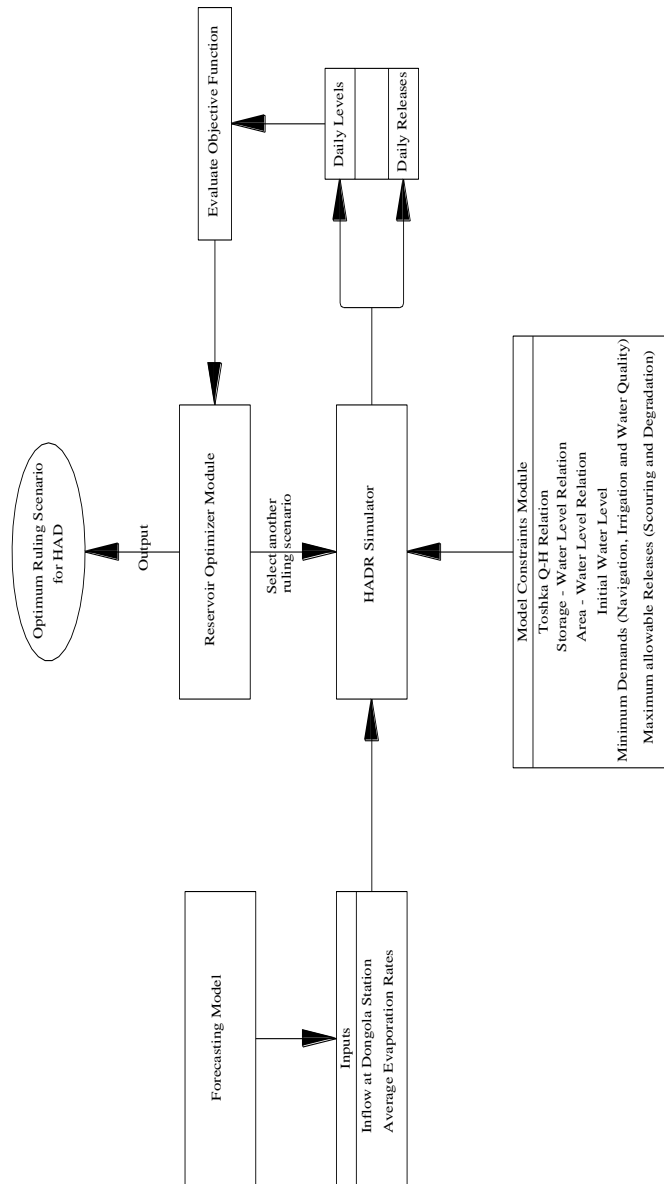 Optimum Ruling Scenario
for HAD
Output
Forecasting Model
Reservoir Optimizer Module
Evaluate Objective Function
Select another
ruling scenario
Inputs
Inflow at Dongola Station
Average Evaporation Rates
HADR Simulator
Daily Levels
Daily Releases
Model Constraints Module
Toshka Q-H Relation
Storage - Water Level Relation
Area - Water Level Relation
Initial Water Level
Minimum Demands (Navigation, Irrigation and Water Quality)
Maximum allowable Releases (Scouring and Degradation)